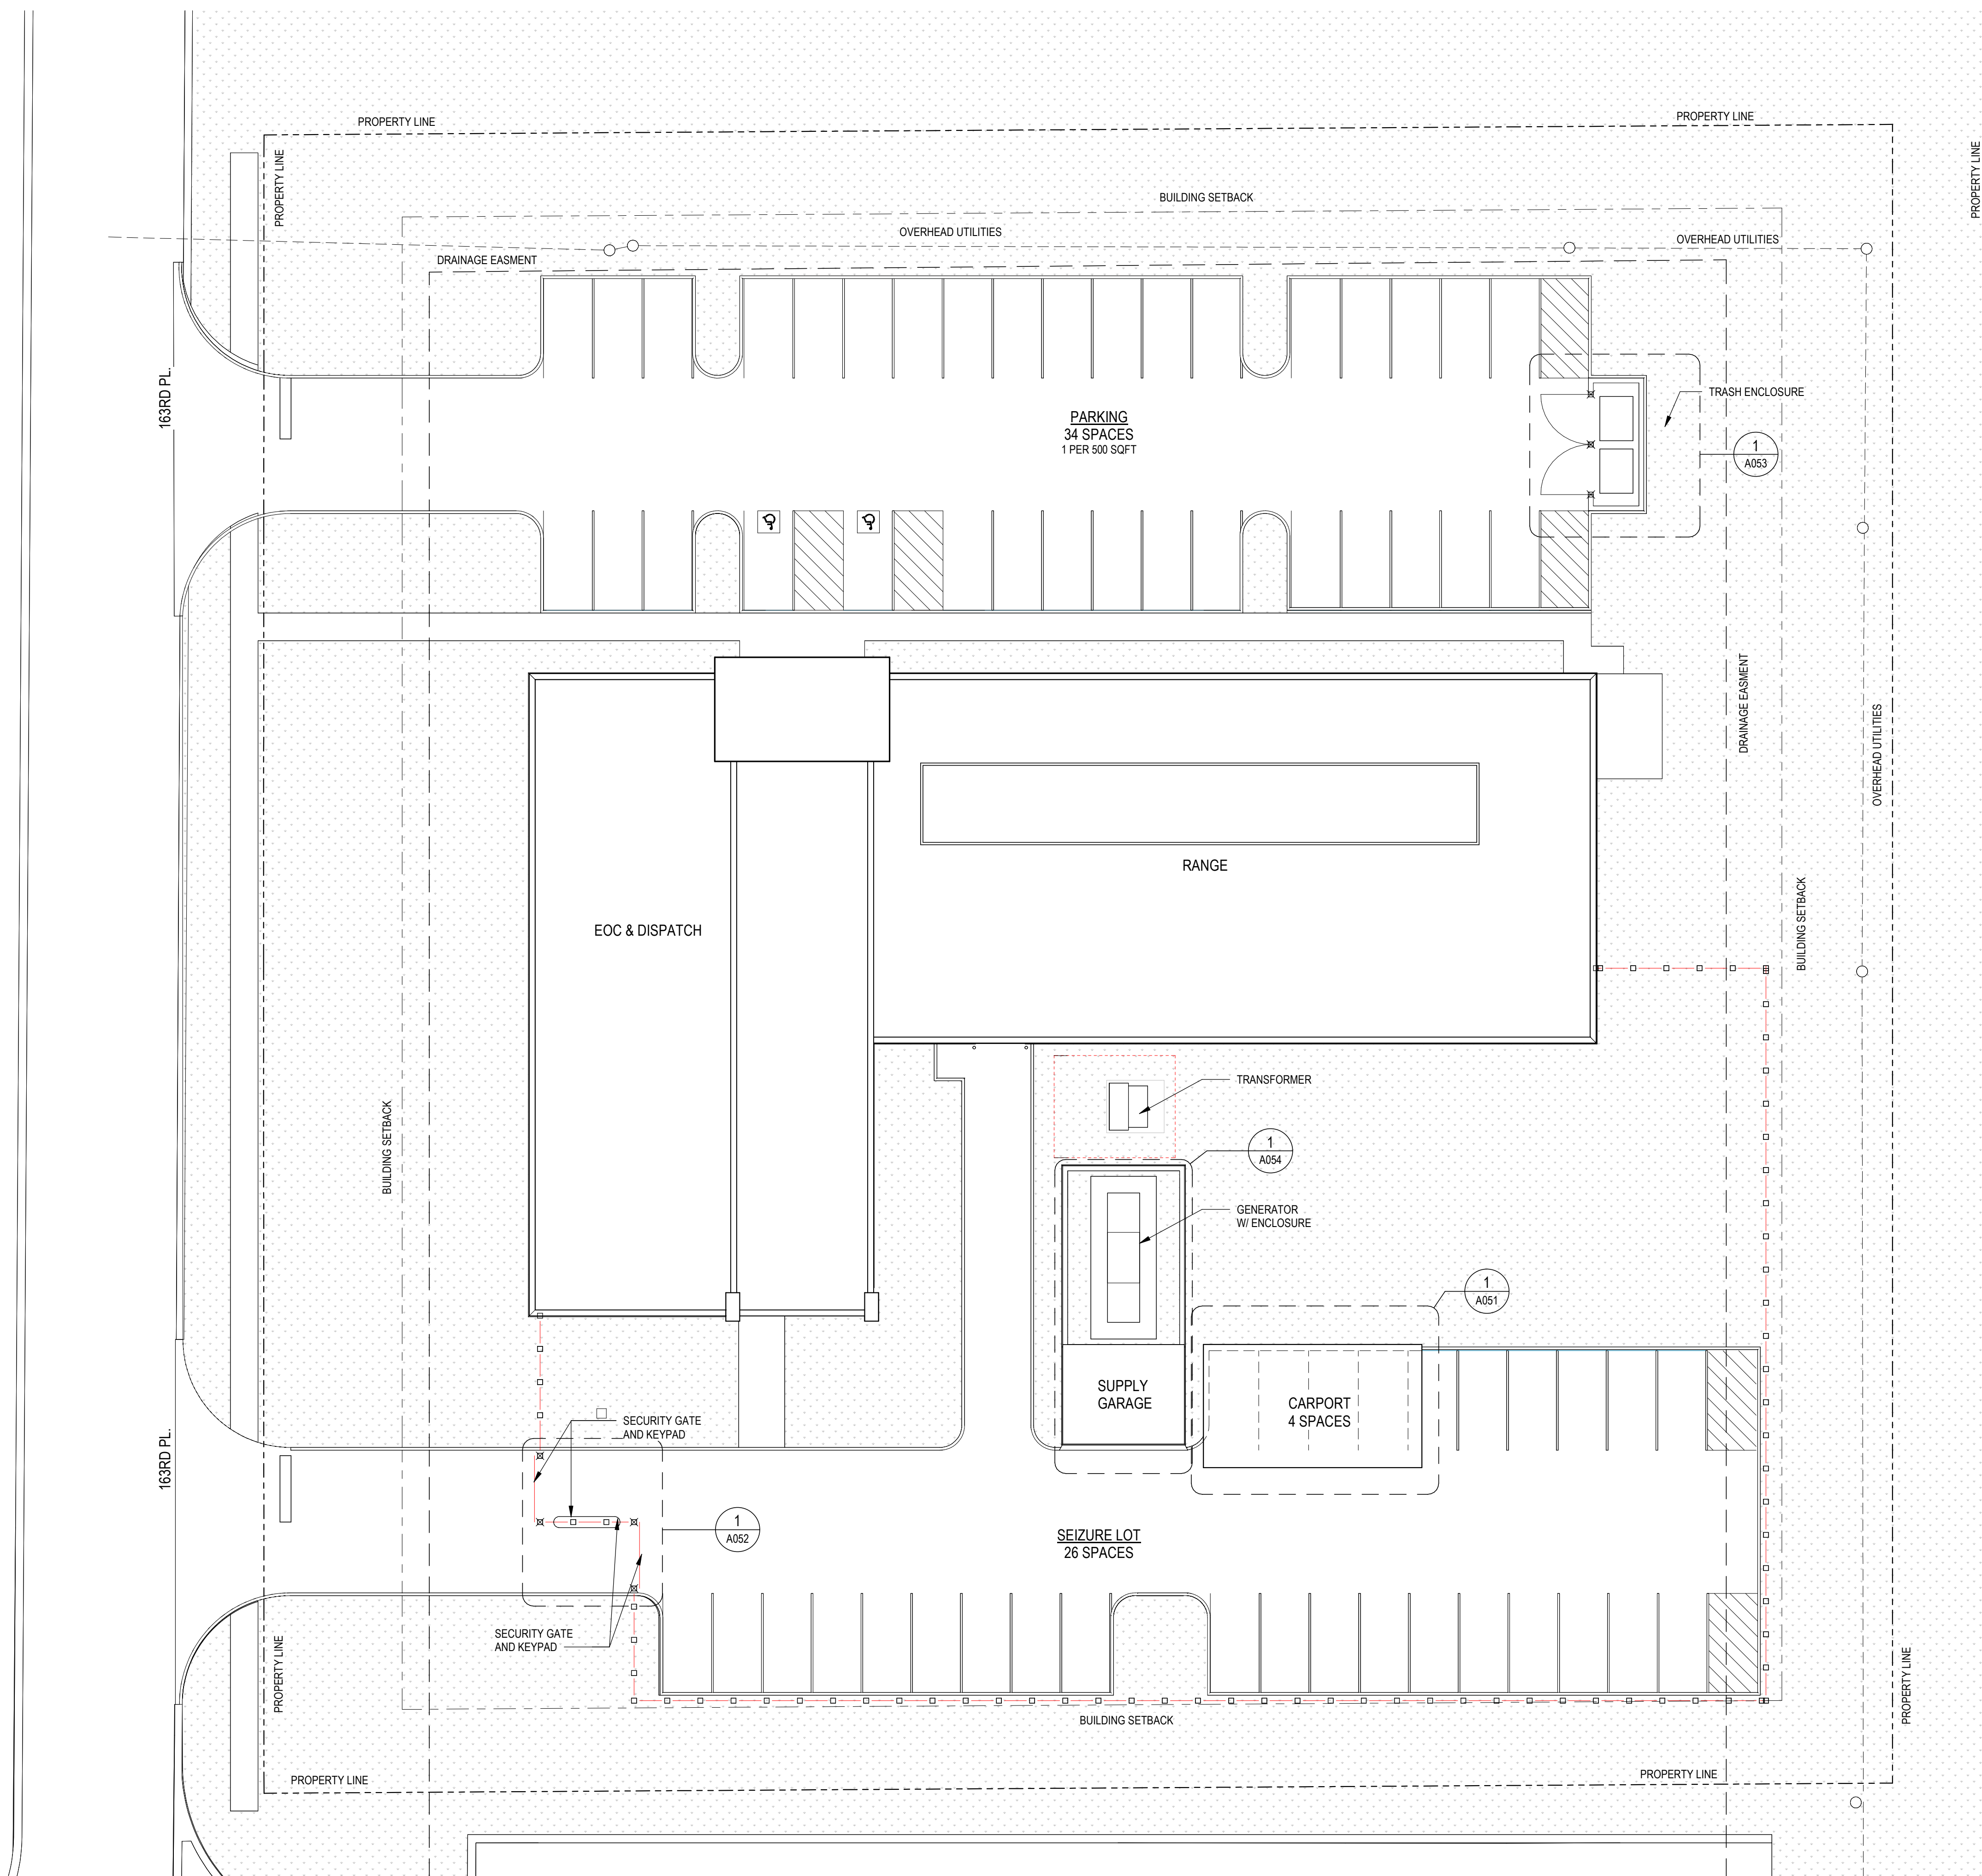 PROPERTY LINE
PROPERTY LINE
PROPERTY LINE
PROPERTY LINE
BUILDING SETBACK
OVERHEAD UTILITIES
OVERHEAD UTILITIES
DRAINAGE EASMENT
163RD PL.
PARKING
34 SPACES
1 PER 500 SQFT
TRASH ENCLOSURE
1
A053
DRAINAGE EASMENT
OVERHEAD UTILITIES
RANGE
EOC & DISPATCH
BUILDING SETBACK
TRANSFORMER
BUILDING SETBACK
1
A054
GENERATOR
W/ ENCLOSURE
1
A051
SUPPLY
GARAGE
CARPORT
4 SPACES
SECURITY GATE
AND KEYPAD
163RD PL.
1
A052
SEIZURE LOT
26 SPACES
SECURITY GATE
AND KEYPAD
PROPERTY LINE
PROPERTY LINE
BUILDING SETBACK
PROPERTY LINE
PROPERTY LINE